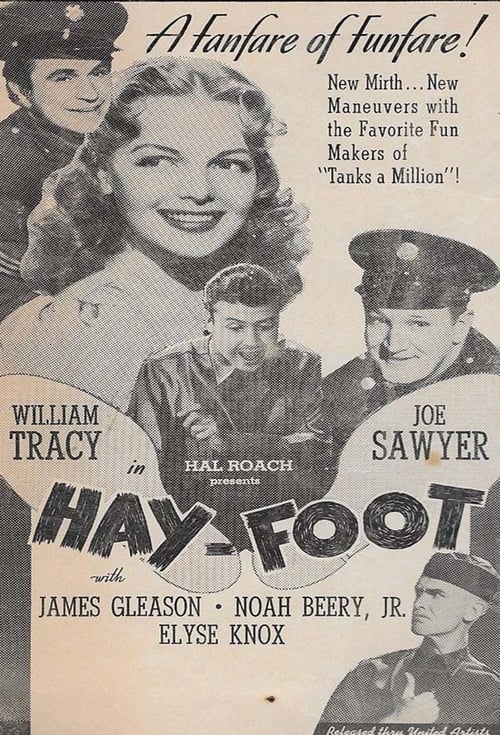 A Fanfare of Funfare!
New Mirth...New
Maneuvers with
the Favorite Fun
Makers of
"Tanks a Million"!
WILLIAM
TRACY
JOE
SAWYER
in
HAL ROACH
presents
HAY-FOOT
with
JAMES GLEASON • NOAH BEERY, JR.
ELYSE KNOX
Released thru United Artists